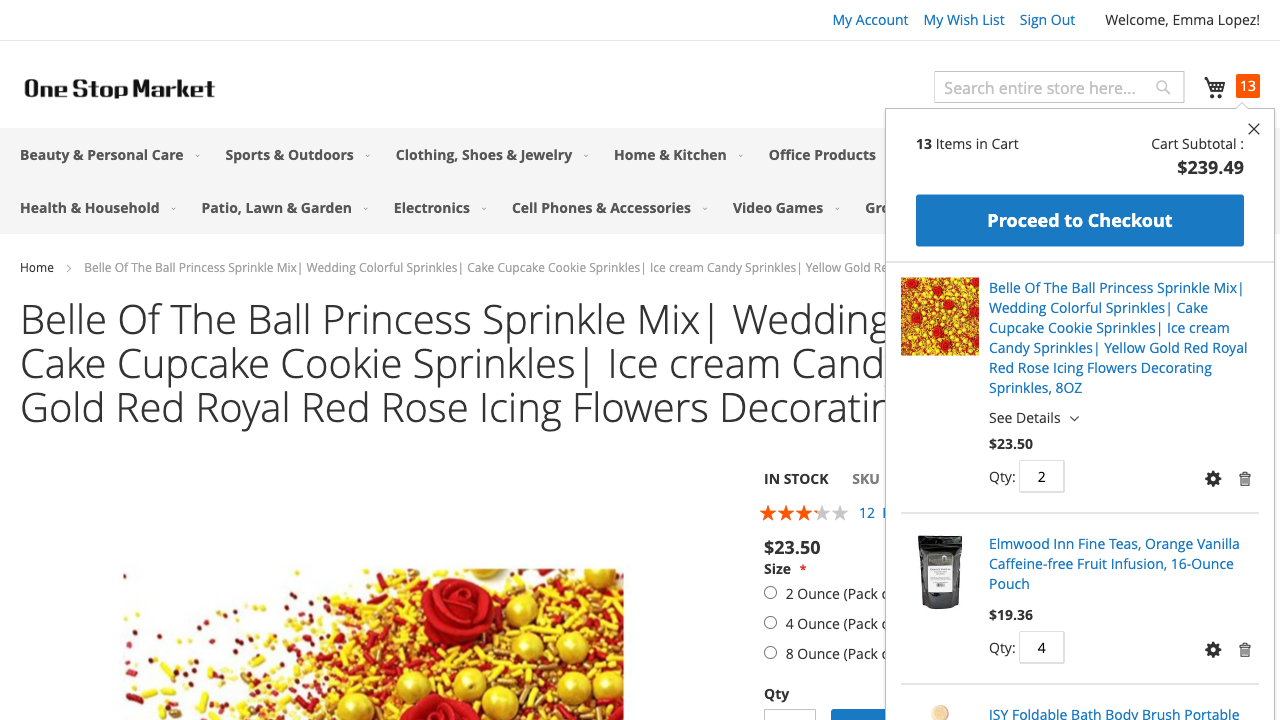 My Account My Wish List Sign Out Welcome, Emma Lopez!
One Stop Market
Search entire store here...
13
Beauty & Personal Care Sports & Outdoors Clothing, Shoes & Jewelry Home & Kitchen Office Products
Health & Household Patio, Lawn & Garden Electronics Cell Phones & Accessories Video Games
Home Belle Of The Ball Princess Sprinkle Mix| Wedding Colorful Sprinkles| Cake Cupcake Cookie Sprinkles| Ice cream Candy Sprinkles| Yellow Gold
Belle Of The Ball Princess Sprinkle Mix| Wedding
Cake Cupcake Cookie Sprinkles| Ice cream
Gold Red Royal Red Rose Icing Flowers
IN STOCK SKU
12
$23.50
Size *
2 Ounce (Pack
4 Ounce (Pack
8 Ounce (Pack
Qty
13 Items in Cart
Cart Subtotal :
$239.49
Proceed to Checkout
Belle Of The Ball Princess Sprinkle Mix|
Wedding Colorful Sprinkles| Cake
Cupcake Cookie Sprinkles| Ice cream
Candy Sprinkles| Yellow Gold Red Royal
Red Rose Icing Flowers Decorating
Sprinkles, 8OZ
See Details
$23.50
Qty: 2
Elmwood Inn Fine Teas, Orange Vanilla
Caffeine-free Fruit Infusion, 16-Ounce
Pouch
$19.36
Qty: 4
JSY Foldable Bath Body Brush Portable